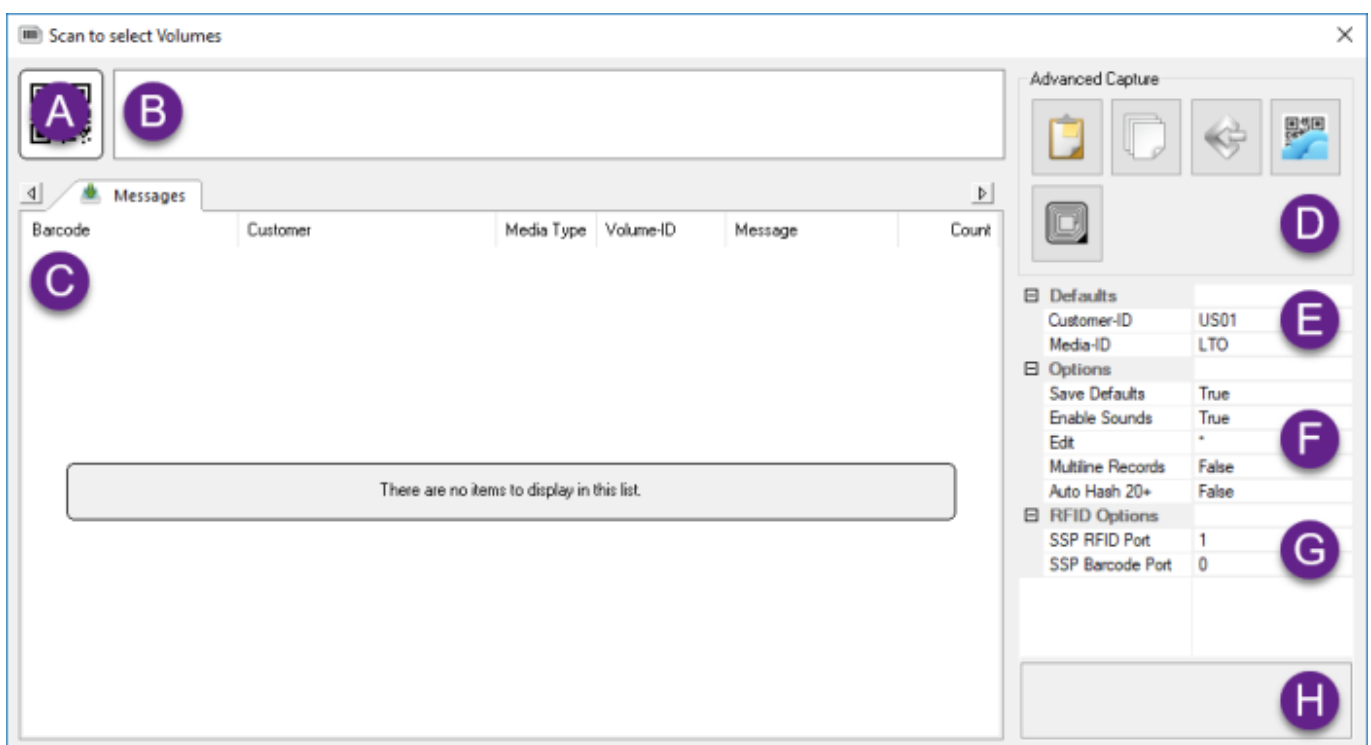 Scan to select Volumes
A
B
Advanced Capture
Messages
Barcode Customer Media Type Volume-ID Message Count
C
D
Defaults
E
Customer-ID US01
Media-ID LTO
Options
Save Defaults True
Enable Sounds True
F
Edit *
Multiline Records False
Auto Hash 20+ False
RFID Options
SSP RFID Port 1
G
SSP Barcode Port 0
There are no items to display in this list.
H